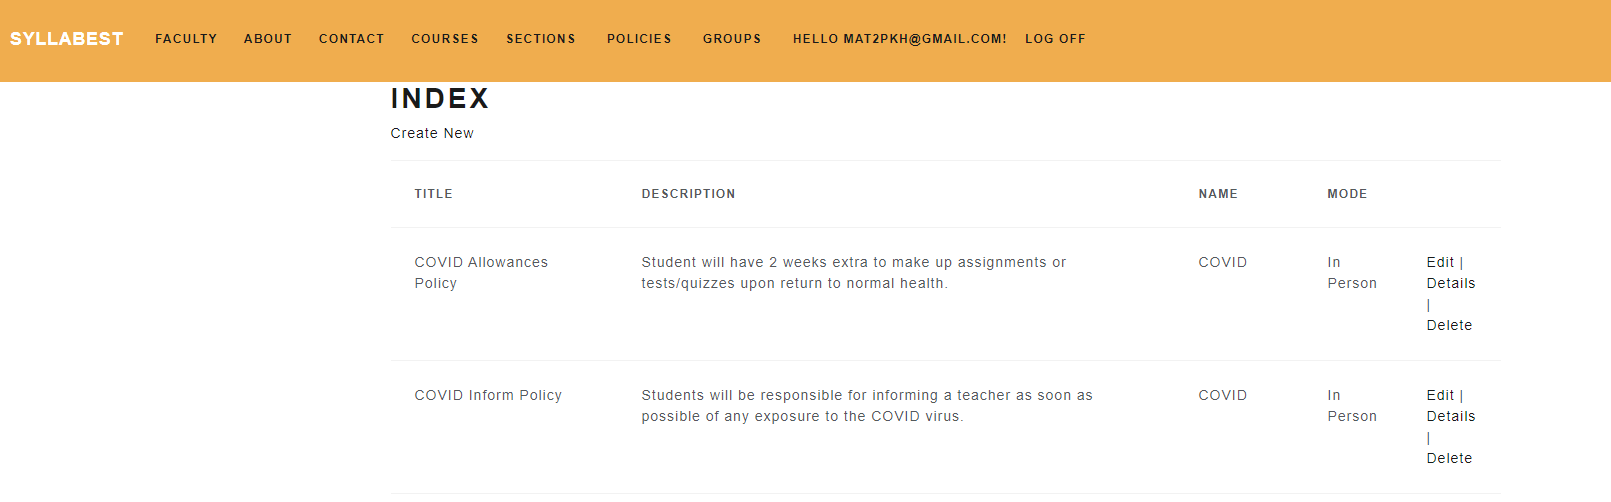 SYLLABEST FACULTY ABOUT CONTACT COURSES SECTIONS POLICIES GROUPS HELLO MAT2PKH@GMAIL.COM! LOG OFF
INDEX
Create New
TITLE DESCRIPTION NAME MODE
COVID Allowances Student will have 2 weeks extra to make up assignments or COVID In Edit |
Policy tests/quizzes upon return to normal health. Person Details
|
Delete
COVID Inform Policy Students will be responsible for informing a teacher as soon as COVID In Edit |
possible of any exposure to the COVID virus. Person Details
|
Delete